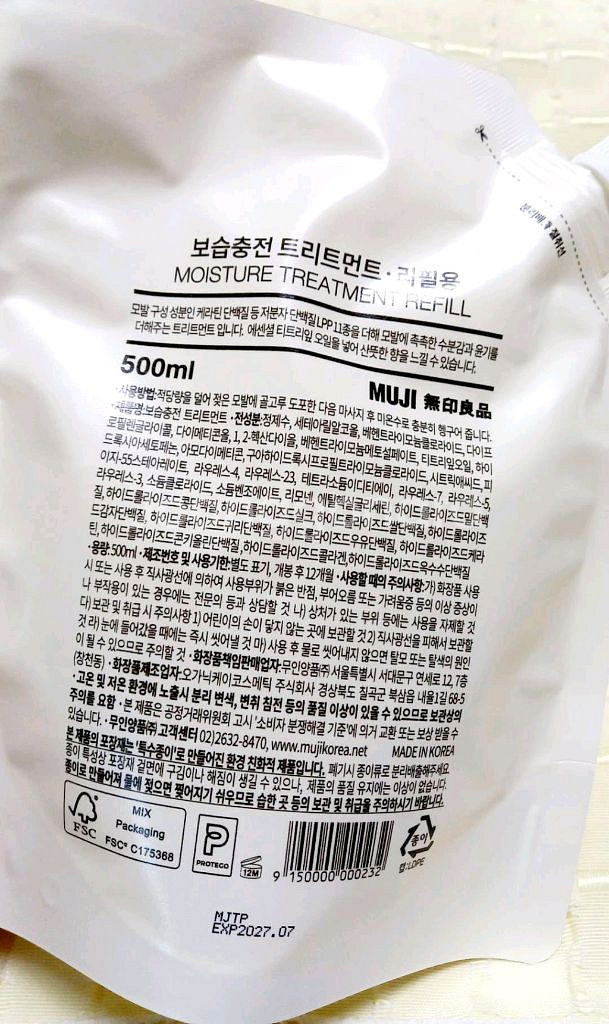 분리배출 절취선
보습충전 트리트먼트·리필용
MOISTURE TREATMENT REFILL
모발 구성 성분인 케라틴 단백질 등 저분자 단백질 LPP 11종을 더해 모발에 촉촉한 수분감과 윤기를
더해주는 트리트먼트 입니다. 에센셜 티트리잎 오일을 넣어 산뜻한 향을 느낄 수 있습니다.
500ml
MUJI 無印良品
·사용방법:적당량을 덜어 젖은 모발에 골고루 도포한 다음 마사지 후 미온수로 충분히 헹구어 줍니다.
·제품명:보습충전 트리트먼트 ·전성분:정제수, 세테아릴알코올, 베헨트라이모늄클로라이드, 다이프
로필렌글라이콜, 다이메티콘올, 1, 2-헥산다이올, 베헨트라이모늄메토설페이트, 티트리잎오일, 하이
드록시아세토페논, 아모다이메티콘, 구아하이드록시프로필트라이모늄클로라이드, 시트릭애씨드, 피
이지-55스테아레이트, 라우레스-4, 라우레스-23, 테트라소듐이디티에이, 라우레스-7, 라우레스-5,
라우레스-3, 소듐클로라이드, 소듐벤조에이트, 리모넨, 에틸헥실글리세린, 하이드롤라이즈드밀단백
질, 하이드롤라이즈드콩단백질, 하이드롤라이즈드실크, 하이드롤라이즈드쌀단백질, 하이드롤라이즈
드감자단백질, 하이드롤라이즈드귀리단백질, 하이드롤라이즈드우유단백질, 하이드롤라이즈드케라
틴, 하이드롤라이즈드콘키올린단백질, 하이드롤라이즈드콜라겐, 하이드롤라이즈드옥수수단백질
·용량:500ml ·제조번호 및 사용기한:별도 표기, 개봉 후 12개월 ·사용할 때의 주의사항:가) 화장품 사용
시 또는 사용 후 직사광선에 의하여 사용부위가 붉은 반점, 부어오름 또는 가려움증 등의 이상 증상이
나 부작용이 있는 경우에는 전문의 등과 상담할 것 나) 상처가 있는 부위 등에는 사용을 자제할 것
다) 보관 및 취급 시 주의사항 1) 어린이의 손이 닿지 않는 곳에 보관할 것 2) 직사광선을 피해서 보관할
것 라) 눈에 들어갔을 때에는 즉시 씻어낼 것 마) 사용 후 물로 씻어내지 않으면 탈모 또는 탈색의 원인
이 될 수 있으므로 주의할 것 ·화장품책임판매업자:무인양품(주)서울특별시 서대문구 연세로 12, 7층
(창천동) ·화장품제조업자:오가닉케이코스메틱 주식회사 경상북도 칠곡군 북삼읍 내율1길 68-5
·고온 및 저온 환경에 노출시 분리 변색, 변취 침전 등의 품질 이상이 있을 수 있으므로 보관상의
주의를 요함 ·본 제품은 공정거래위원회 고시 '소비자 분쟁해결 기준'에 의거 교환 또는 보상 받을 수
있습니다. ·무인양품(주) 고객센터 02)2632-8470, www.mujikorea.net MADE IN KOREA
본 제품의 포장재는 '특수종이'로 만들어진 환경 친화적 제품입니다. 폐기시 종이류로 분리배출해주세요.
종이 특성상 포장재 겉면에 구김이나 해짐이 생길 수 있으나, 제품의 품질 유지에는 이상이 없습니다.
종이로 만들어져 물에 젖으면 찢어지기 쉬우므로 습한 곳 등의 보관 및 취급을 주의하시기 바랍니다.
FSC
MIX
Packaging
FSC® C175368
PROTEGO
12M
9 150000 000232
종이
캡:LDPE
MJTP
EXP2027.07